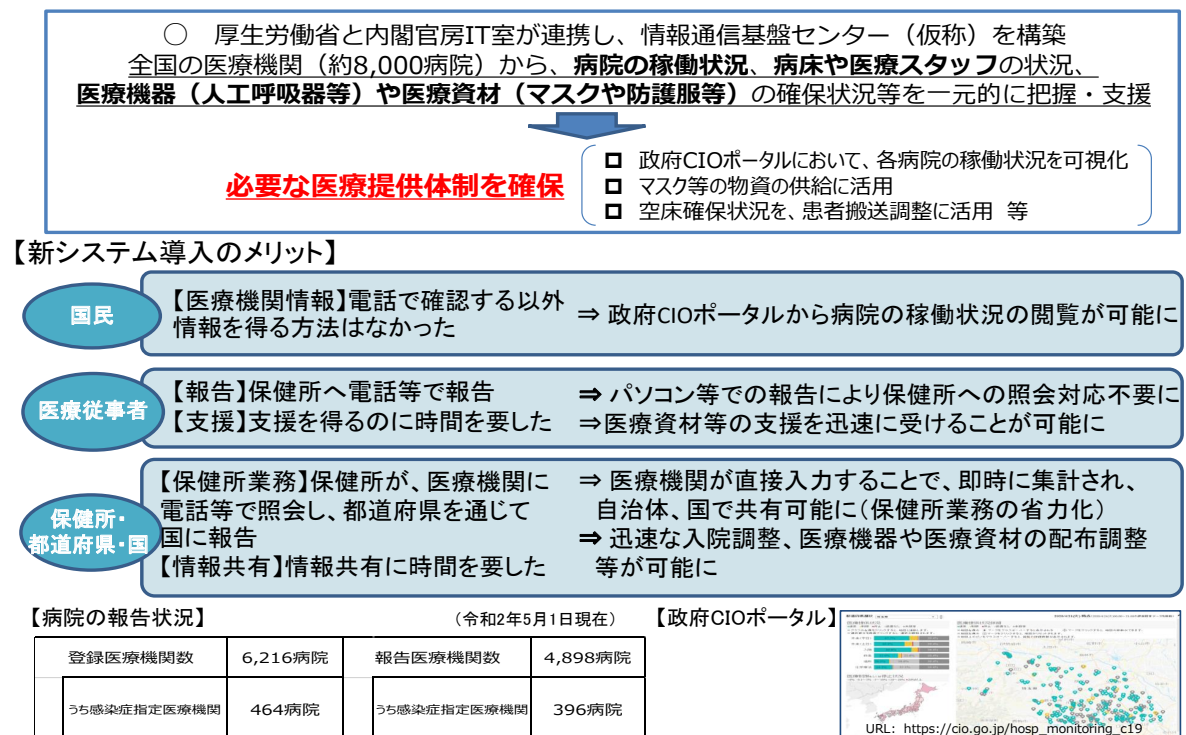 ○　厚生労働省と内閣官房IT室が連携し、情報通信基盤センター（仮称）を構築
全国の医療機関（約8,000病院）から、病院の稼働状況、病床や医療スタッフの状況、
医療機器（人工呼吸器等）や医療資材（マスクや防護服等）の確保状況等を一元的に把握・支援
必要な医療提供体制を確保
政府CIOポータルにおいて、各病院の稼働状況を可視化
マスク等の物資の供給に活用
空床確保状況を、患者搬送調整に活用　等
【新システム導入のメリット】
国民
【医療機関情報】電話で確認する以外
情報を得る方法はなかった
⇒ 政府CIOポータルから病院の稼働状況の閲覧が可能に
医療従事者
【報告】保健所へ電話等で報告
【支援】支援を得るのに時間を要した
⇒ パソコン等での報告により保健所への照会対応不要に
⇒医療資材等の支援を迅速に受けることが可能に
保健所・
都道府県・国
【保健所業務】保健所が、医療機関に
電話等で照会し、都道府県を通じて
国に報告
【情報共有】情報共有に時間を要した
⇒ 医療機関が直接入力することで、即時に集計され、
自治体、国で共有可能に（保健所業務の省力化）
⇒ 迅速な入院調整、医療機器や医療資材の配布調整
等が可能に
【病院の報告状況】
（令和2年5月1日現在）
登録医療機関数 6,216病院 報告医療機関数 4,898病院
うち感染症指定医療機関 464病院 うち感染症指定医療機関 396病院
【政府CIOポータル】
URL: https://cio.go.jp/hosp_monitoring_c19